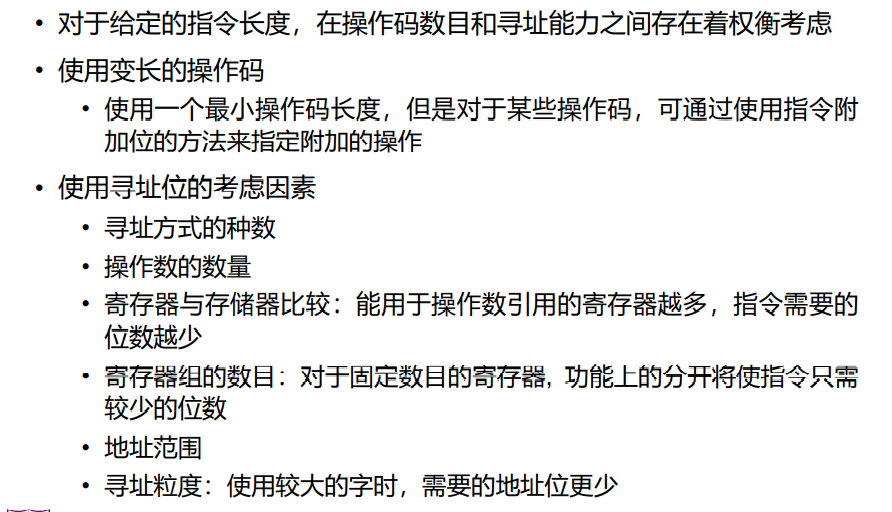 • 对于给定的指令长度，在操作码数目和寻址能力之间存在着权衡考虑
• 使用变长的操作码
• 使用一个最小操作码长度，但是对于某些操作码，可通过使用指令附
加位的方法来指定附加的操作
• 使用寻址位的考虑因素
• 寻址方式的种数
• 操作数的数量
• 寄存器与存储器比较：能用于操作数引用的寄存器越多，指令需要的
位数越少
• 寄存器组的数目：对于固定数目的寄存器, 功能上的分开将使指令只需
较少的位数
• 地址范围
• 寻址粒度：使用较大的字时，需要的地址位更少